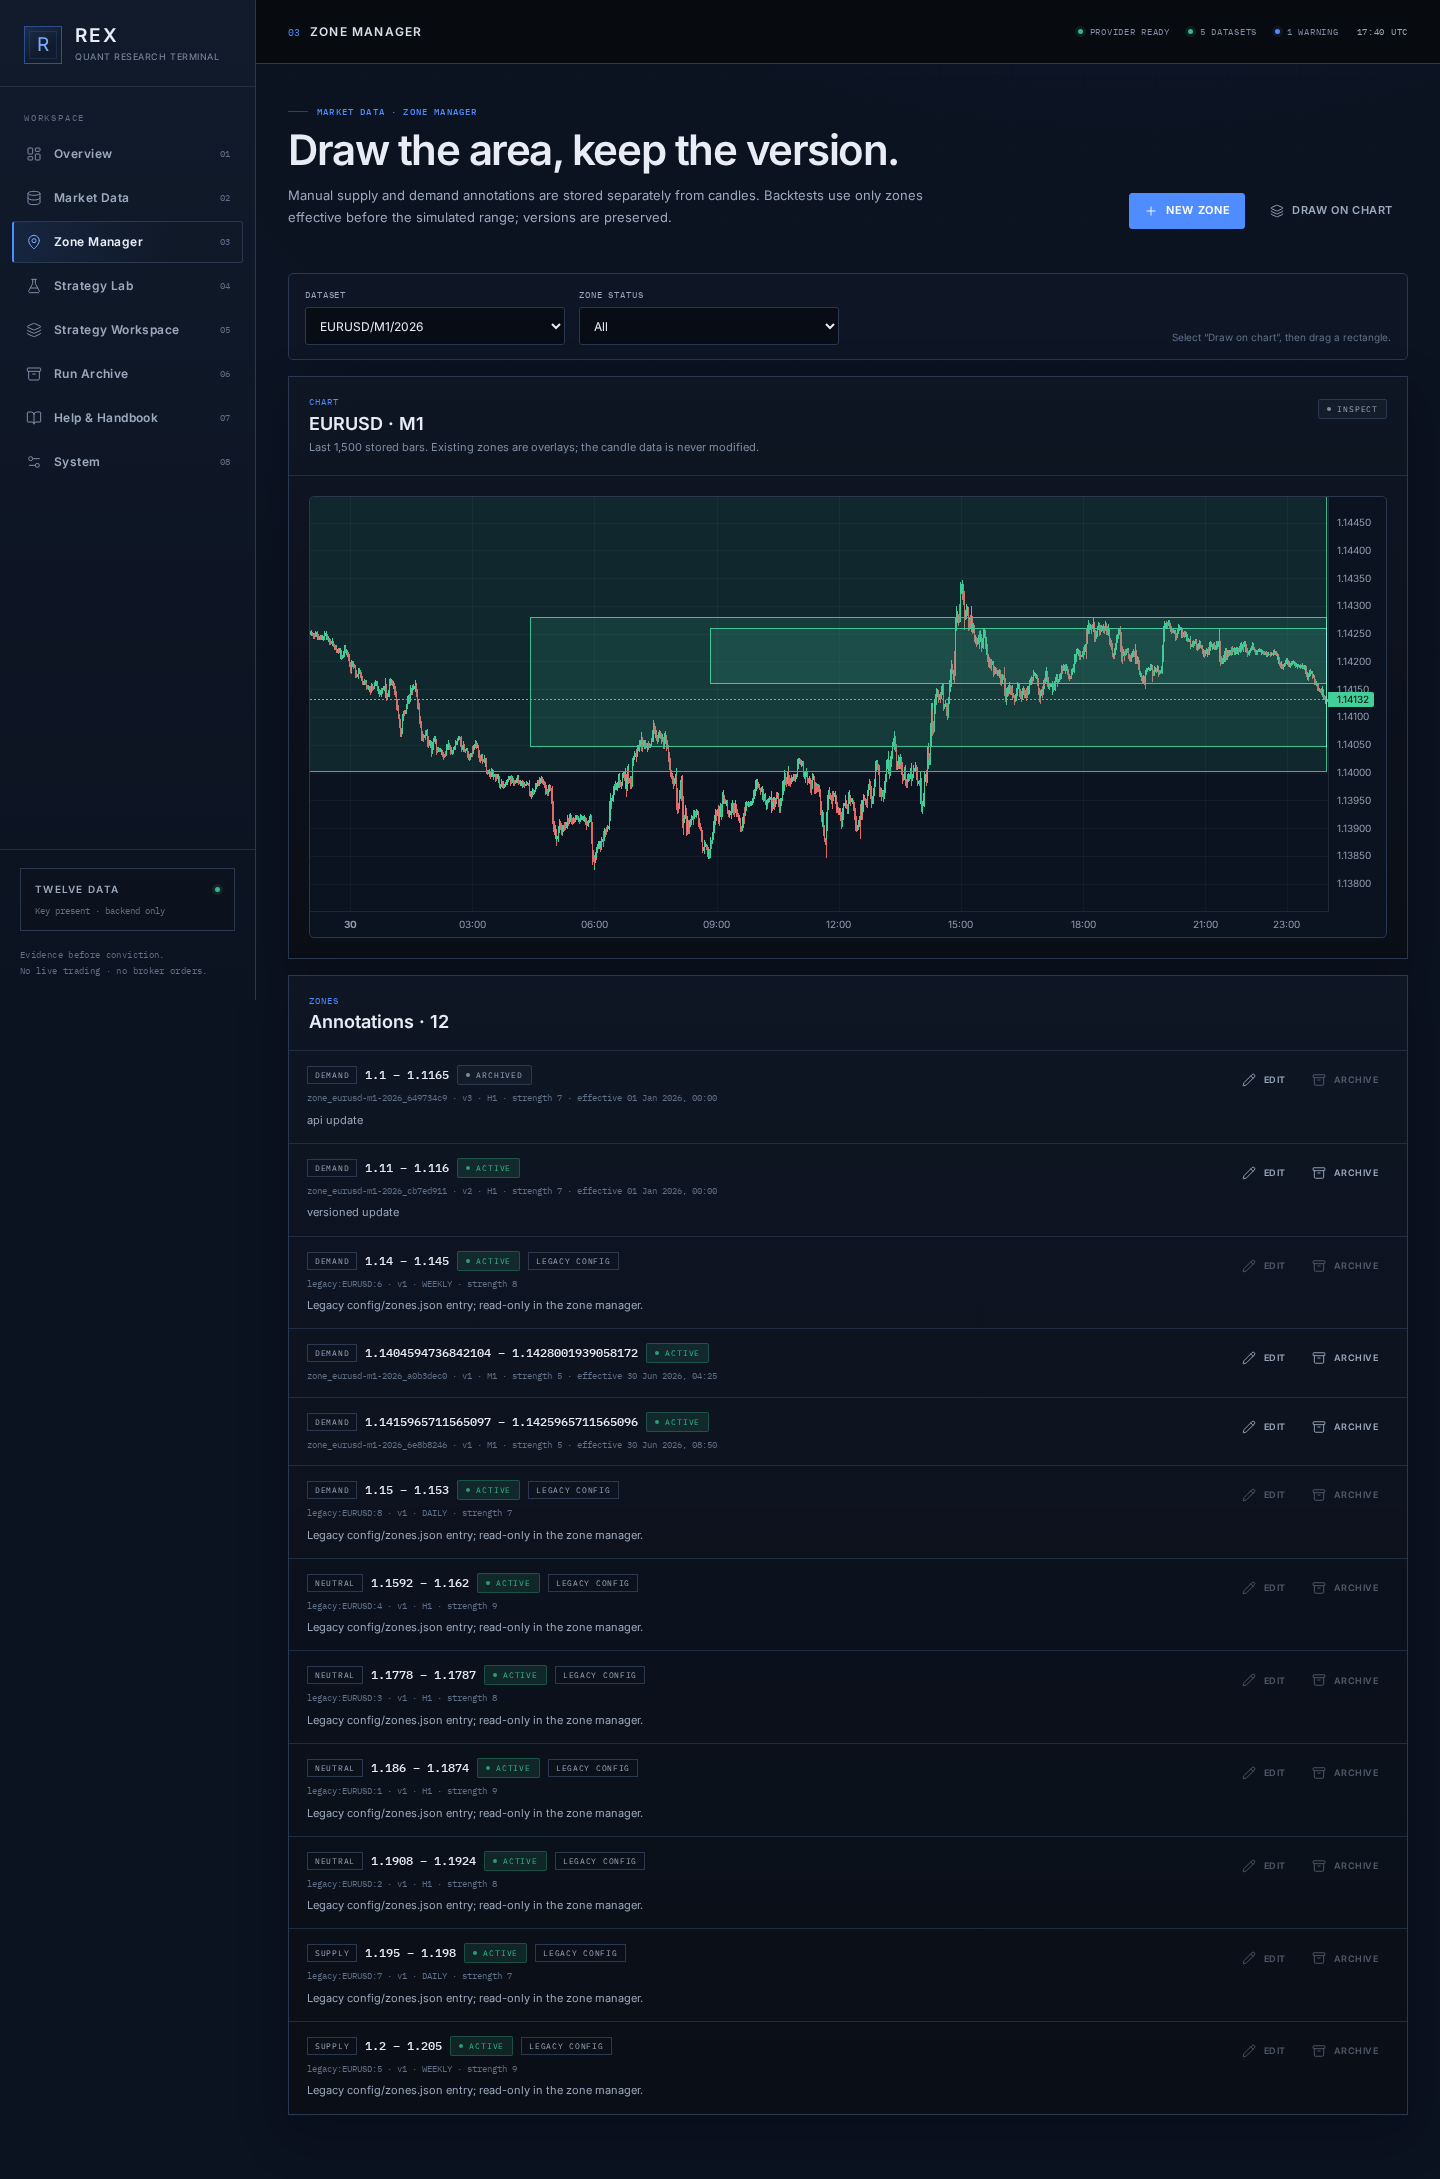 R
REX
QUANT RESEARCH TERMINAL
WORKSPACE
Overview 01
Market Data 02
Zone Manager 03
Strategy Lab 04
Strategy Workspace 05
Run Archive 06
Help & Handbook 07
System 08
TWELVE DATA
Key present · backend only
Evidence before conviction.
No live trading · no broker orders.
03 ZONE MANAGER
PROVIDER READY 5 DATASETS 1 WARNING 17:40 UTC
MARKET DATA · ZONE MANAGER
Draw the area, keep the version.
Manual supply and demand annotations are stored separately from candles. Backtests use only zones
effective before the simulated range; versions are preserved.
NEW ZONE DRAW ON CHART
DATASET ZONE STATUS
EURUSD/M1/2026 All
Select "Draw on chart", then drag a rectangle.
CHART
EURUSD · M1
INSPECT
Last 1,500 stored bars. Existing zones are overlays; the candle data is never modified.
1.14450
1.14400
1.14350
1.14300
1.14250
1.14200
1.14150
1.14132
1.14100
1.14050
1.14000
1.13950
1.13900
1.13850
1.13800
30 03:00 06:00 09:00 12:00 15:00 18:00 21:00 23:00
ZONES
Annotations · 12
DEMAND 1.1 – 1.1165 ARCHIVED EDIT ARCHIVE
zone_eurusd-m1-2026_649734c9 · v3 · H1 · strength 7 · effective 01 Jan 2026, 00:00
api update
DEMAND 1.11 – 1.116 ACTIVE EDIT ARCHIVE
zone_eurusd-m1-2026_cb7ed911 · v2 · H1 · strength 7 · effective 01 Jan 2026, 00:00
versioned update
DEMAND 1.14 – 1.145 ACTIVE LEGACY CONFIG EDIT ARCHIVE
legacy:EURUSD:6 · v1 · WEEKLY · strength 8
Legacy config/zones.json entry; read-only in the zone manager.
DEMAND 1.1404594736842104 – 1.1428001939058172 ACTIVE EDIT ARCHIVE
zone_eurusd-m1-2026_a0b3dec0 · v1 · M1 · strength 5 · effective 30 Jun 2026, 04:25
DEMAND 1.1415965711565097 – 1.1425965711565096 ACTIVE EDIT ARCHIVE
zone_eurusd-m1-2026_6e8b8246 · v1 · M1 · strength 5 · effective 30 Jun 2026, 08:50
DEMAND 1.15 – 1.153 ACTIVE LEGACY CONFIG EDIT ARCHIVE
legacy:EURUSD:8 · v1 · DAILY · strength 7
Legacy config/zones.json entry; read-only in the zone manager.
NEUTRAL 1.1592 – 1.162 ACTIVE LEGACY CONFIG EDIT ARCHIVE
legacy:EURUSD:4 · v1 · H1 · strength 9
Legacy config/zones.json entry; read-only in the zone manager.
NEUTRAL 1.1778 – 1.1787 ACTIVE LEGACY CONFIG EDIT ARCHIVE
legacy:EURUSD:3 · v1 · H1 · strength 8
Legacy config/zones.json entry; read-only in the zone manager.
NEUTRAL 1.186 – 1.1874 ACTIVE LEGACY CONFIG EDIT ARCHIVE
legacy:EURUSD:1 · v1 · H1 · strength 9
Legacy config/zones.json entry; read-only in the zone manager.
NEUTRAL 1.1908 – 1.1924 ACTIVE LEGACY CONFIG EDIT ARCHIVE
legacy:EURUSD:2 · v1 · H1 · strength 8
Legacy config/zones.json entry; read-only in the zone manager.
SUPPLY 1.195 – 1.198 ACTIVE LEGACY CONFIG EDIT ARCHIVE
legacy:EURUSD:7 · v1 · DAILY · strength 7
Legacy config/zones.json entry; read-only in the zone manager.
SUPPLY 1.2 – 1.205 ACTIVE LEGACY CONFIG EDIT ARCHIVE
legacy:EURUSD:5 · v1 · WEEKLY · strength 9
Legacy config/zones.json entry; read-only in the zone manager.